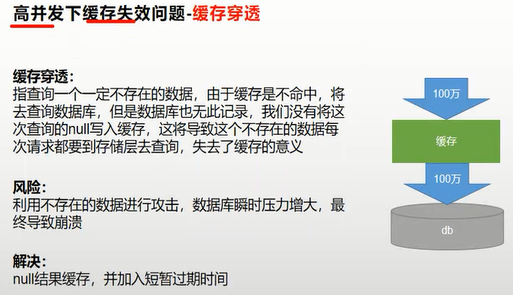 高并发下缓存失效问题-缓存穿透
缓存穿透：
指查询一个一定不存在的数据，由于缓存是不命中，将
去查询数据库，但是数据库也无此记录，我们没有将这
次查询的null写入缓存，这将导致这个不存在的数据每
次请求都要到存储层去查询，失去了缓存的意义
风险：
利用不存在的数据进行攻击，数据库瞬时压力增大，最
终导致崩溃
解决：
null结果缓存，并加入短暂过期时间
100万
缓存
100万
db